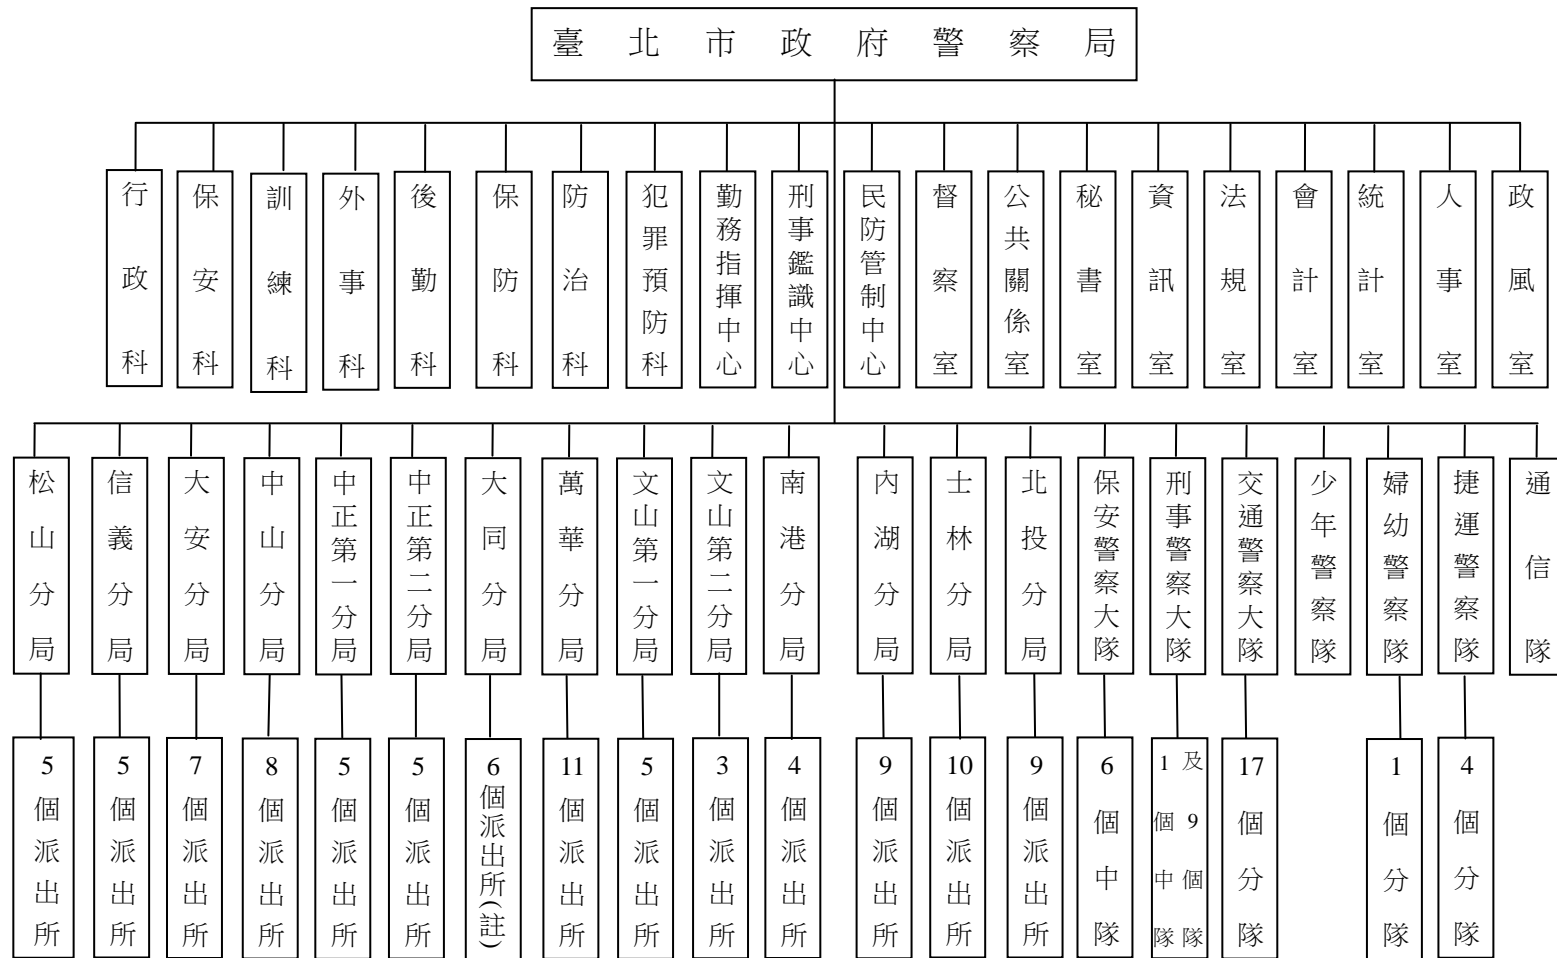 臺北市政府警察局
行政科
保安科
訓練科
外事科
後勤科
保防科
防治科
犯罪預防科
勤務指揮中心
刑事鑑識中心
民防管制中心
督察室
公共關係室
秘書室
資訊室
法規室
會計室
統計室
人事室
政風室
松山分局
信義分局
大安分局
中山分局
中正第一分局
中正第二分局
大同分局
萬華分局
文山第一分局
文山第二分局
南港分局
內湖分局
士林分局
北投分局
保安警察大隊
刑事警察大隊
交通警察大隊
少年警察隊
婦幼警察隊
捷運警察隊
通信隊
5個派出所
5個派出所
7個派出所
8個派出所
5個派出所
5個派出所
6個派出所(註)
11個派出所
5個派出所
3個派出所
4個派出所
9個派出所
10個派出所
9個派出所
6個中隊
1個中隊
及9個隊
17個分隊
1個分隊
4個分隊